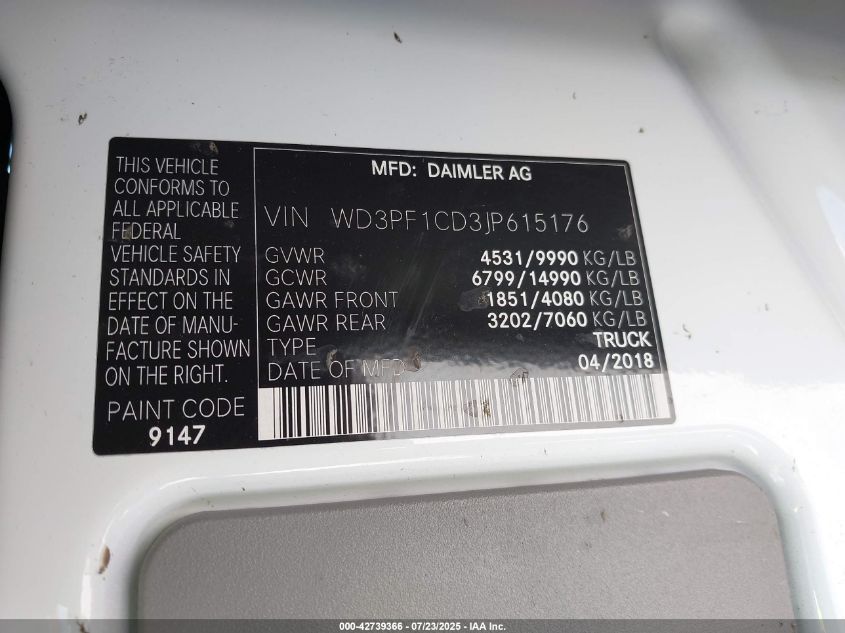 THIS VEHICLE
CONFORMS TO
ALL APPLICABLE
FEDERAL
VEHICLE SAFETY
STANDARDS IN
EFFECT ON THE
DATE OF MANU-
FACTURE SHOWN
ON THE RIGHT.
PAINT CODE
9147
MFD: DAIMLER AG
VIN WD3PF1CD3JP615176
GVWR 4531/9990 KG/LB
GCWR 6799/14990 KG/LB
GAWR FRONT 1851/4080 KG/LB
GAWR REAR 3202/7060 KG/LB
TYPE TRUCK
DATE OF MFD 04/2018
000-42739366 - 07/23/2025 - IAA Inc.